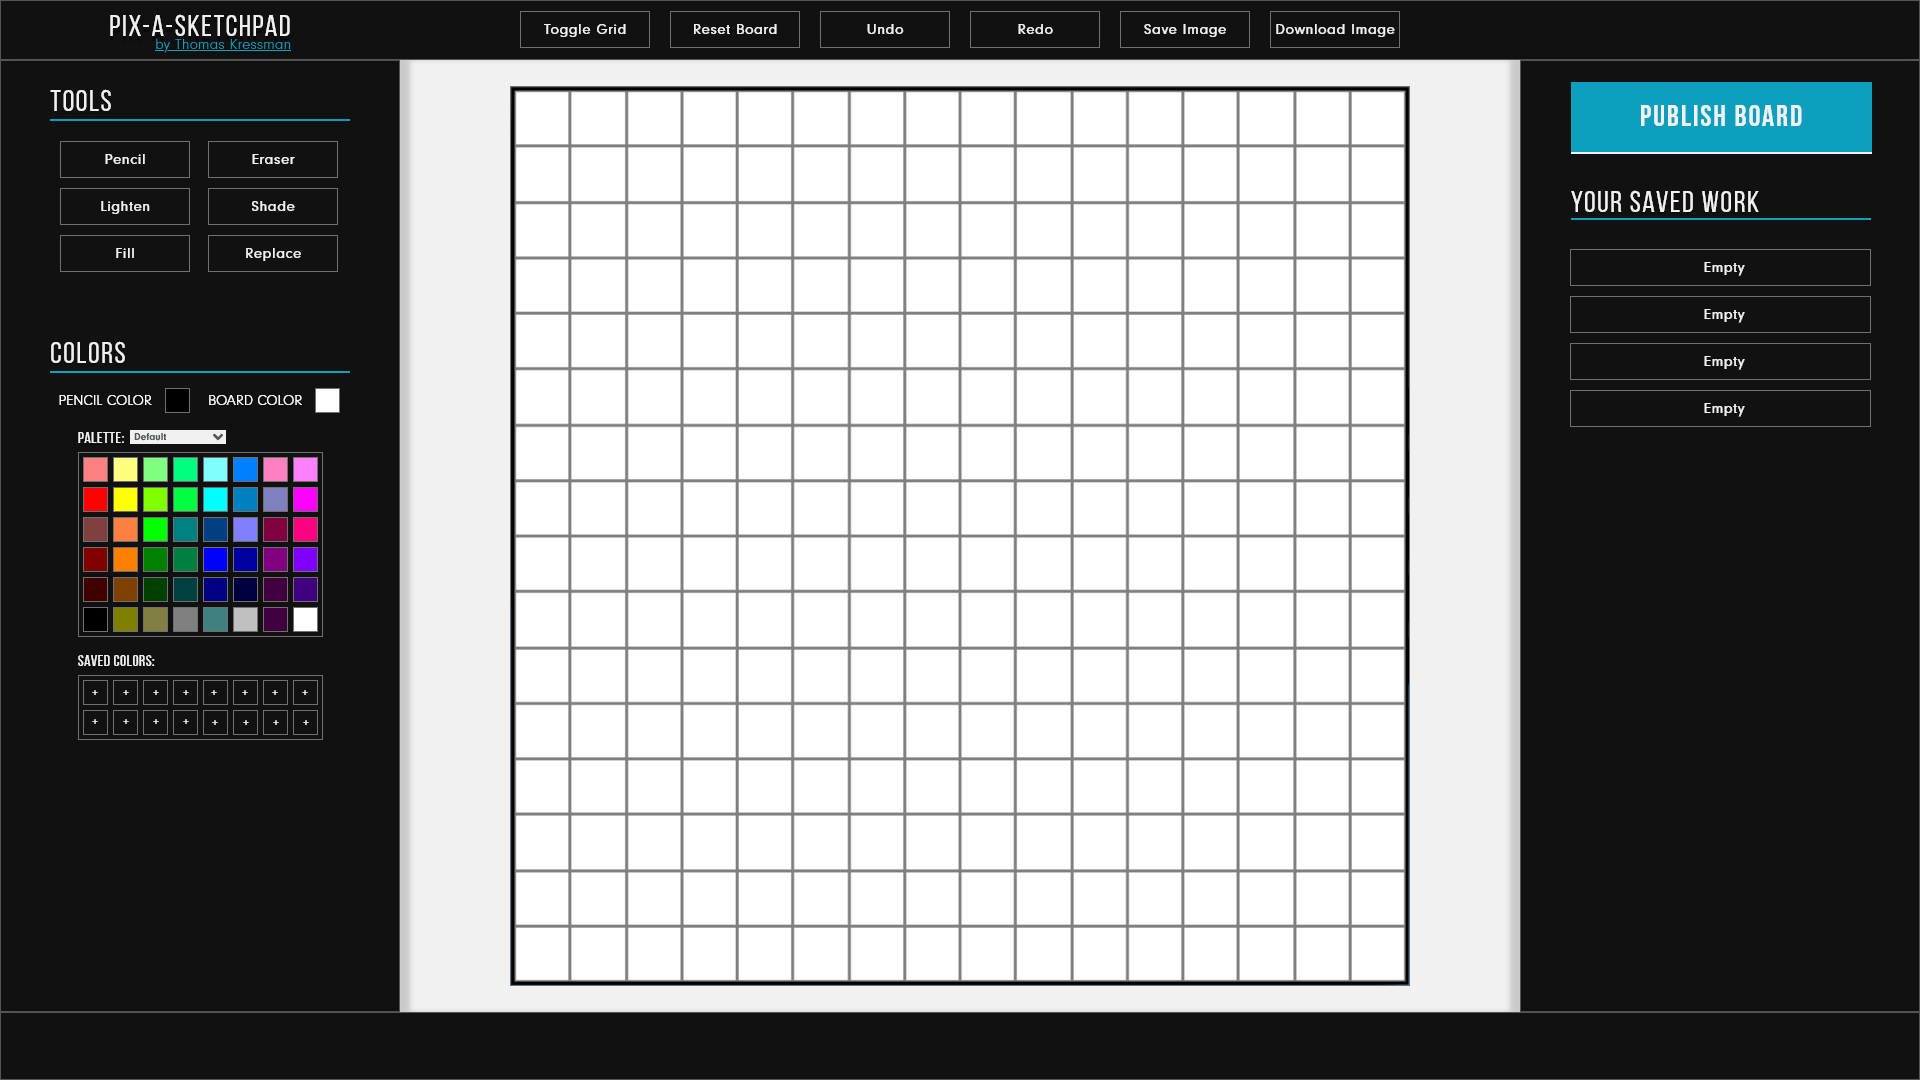 PIX-A-SKETCHPAD
by Thomas Kressman
Toggle Grid
Reset Board
Undo
Redo
Save Image
Download Image
TOOLS
Pencil
Eraser
Lighten
Shade
Fill
Replace
COLORS
PENCIL COLOR
BOARD COLOR
PALETTE:
Default
SAVED COLORS:
+ + + + + + + +
+ + + + + + + +
PUBLISH BOARD
YOUR SAVED WORK
Empty
Empty
Empty
Empty